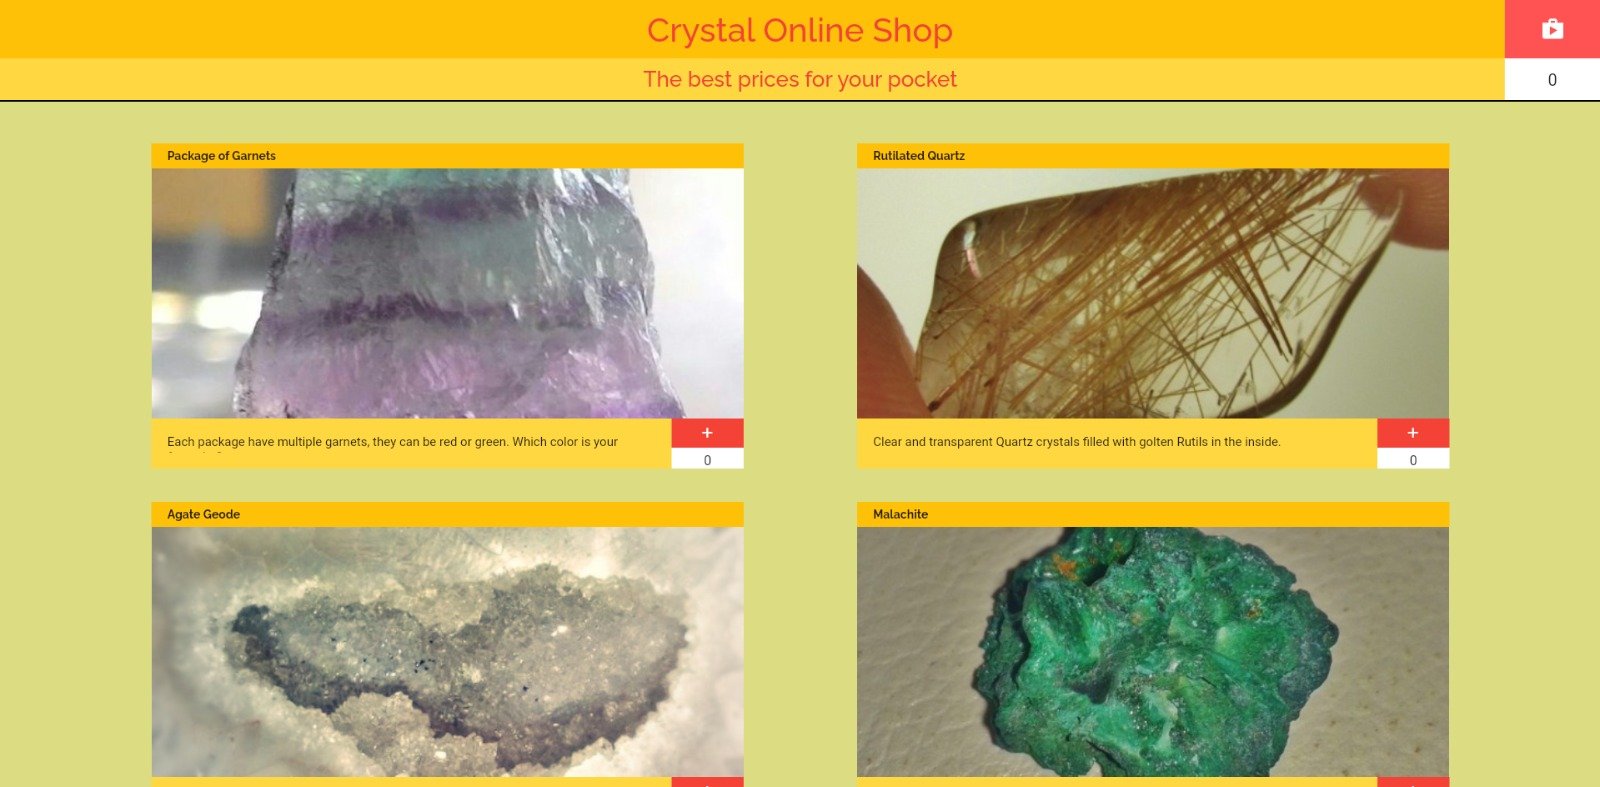 Crystal Online Shop
The best prices for your pocket
0
Package of Garnets
Rutilated Quartz
Each package have multiple garnets, they can be red or green. Which color is your
+
0
Clear and transparent Quartz crystals filled with golten Rutils in the inside.
+
0
Agate Geode
Malachite